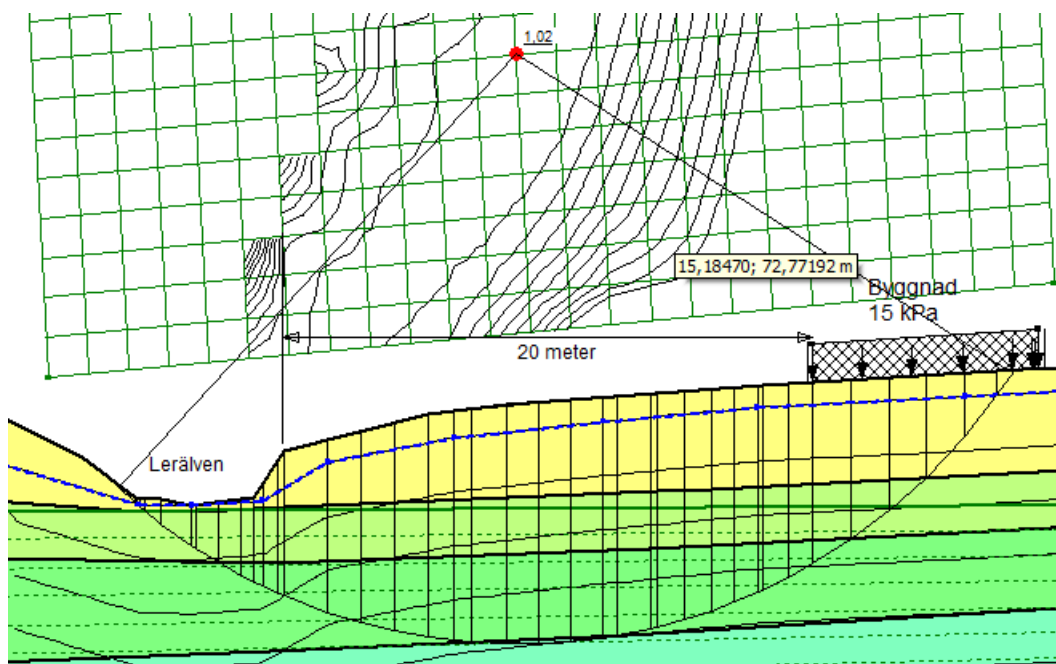 1,02
15,18470; 72,77192 m
Byggnad
15 kPa
20 meter
Lerälven